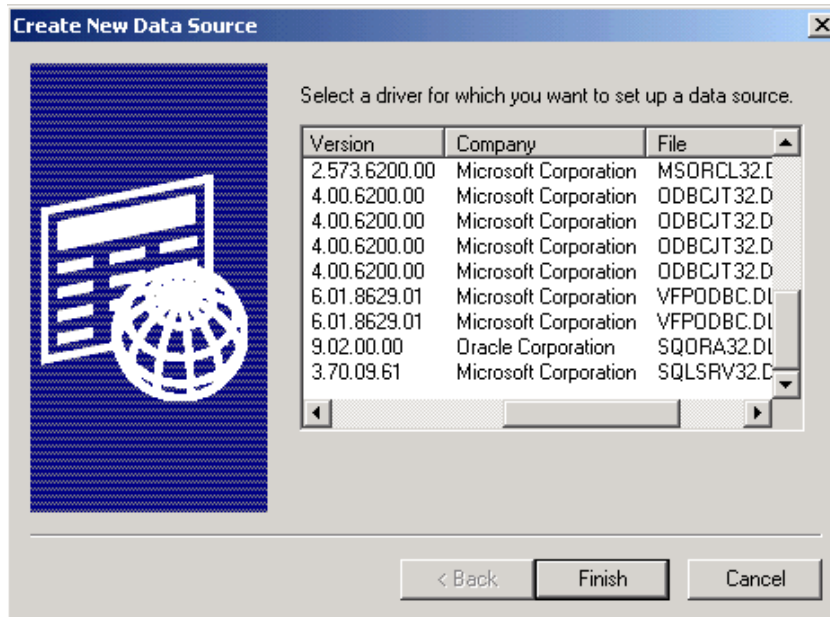 Create New Data Source
Select a driver for which you want to set up a data source.
Version Company File
2.573.6200.00 Microsoft Corporation MSORCL32.D
4.00.6200.00 Microsoft Corporation ODBCJT32.D
4.00.6200.00 Microsoft Corporation ODBCJT32.D
4.00.6200.00 Microsoft Corporation ODBCJT32.D
4.00.6200.00 Microsoft Corporation ODBCJT32.D
6.01.8629.01 Microsoft Corporation VFPODBC.DL
6.01.8629.01 Microsoft Corporation VFPODBC.DL
9.02.00.00 Oracle Corporation SQORA32.DL
3.70.09.61 Microsoft Corporation SQLSRV32.D
< Back Finish Cancel